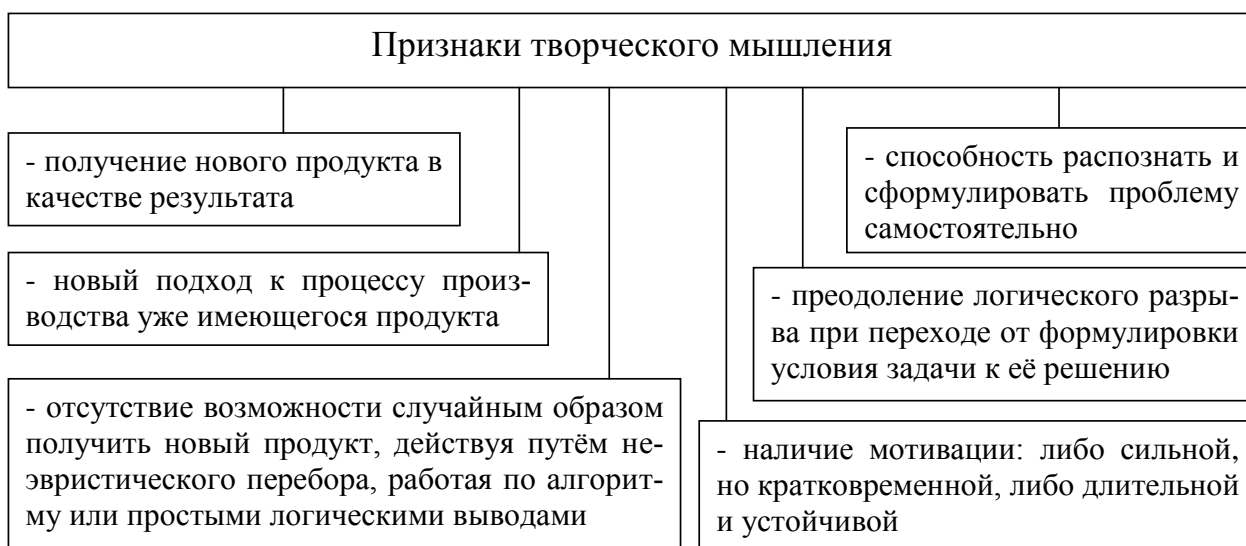 Признаки творческого мышления
- получение нового продукта в
качестве результата
- новый подход к процессу произ-
водства уже имеющегося продукта
- отсутствие возможности случайным образом
получить новый продукт, действуя путём не-
эвристического перебора, работая по алгорит-
му или простыми логическими выводами
- способность распознать и
сформулировать проблему
самостоятельно
- преодоление логического разры-
ва при переходе от формулировки
условия задачи к её решению
- наличие мотивации: либо сильной,
но кратковременной, либо длительной
и устойчивой